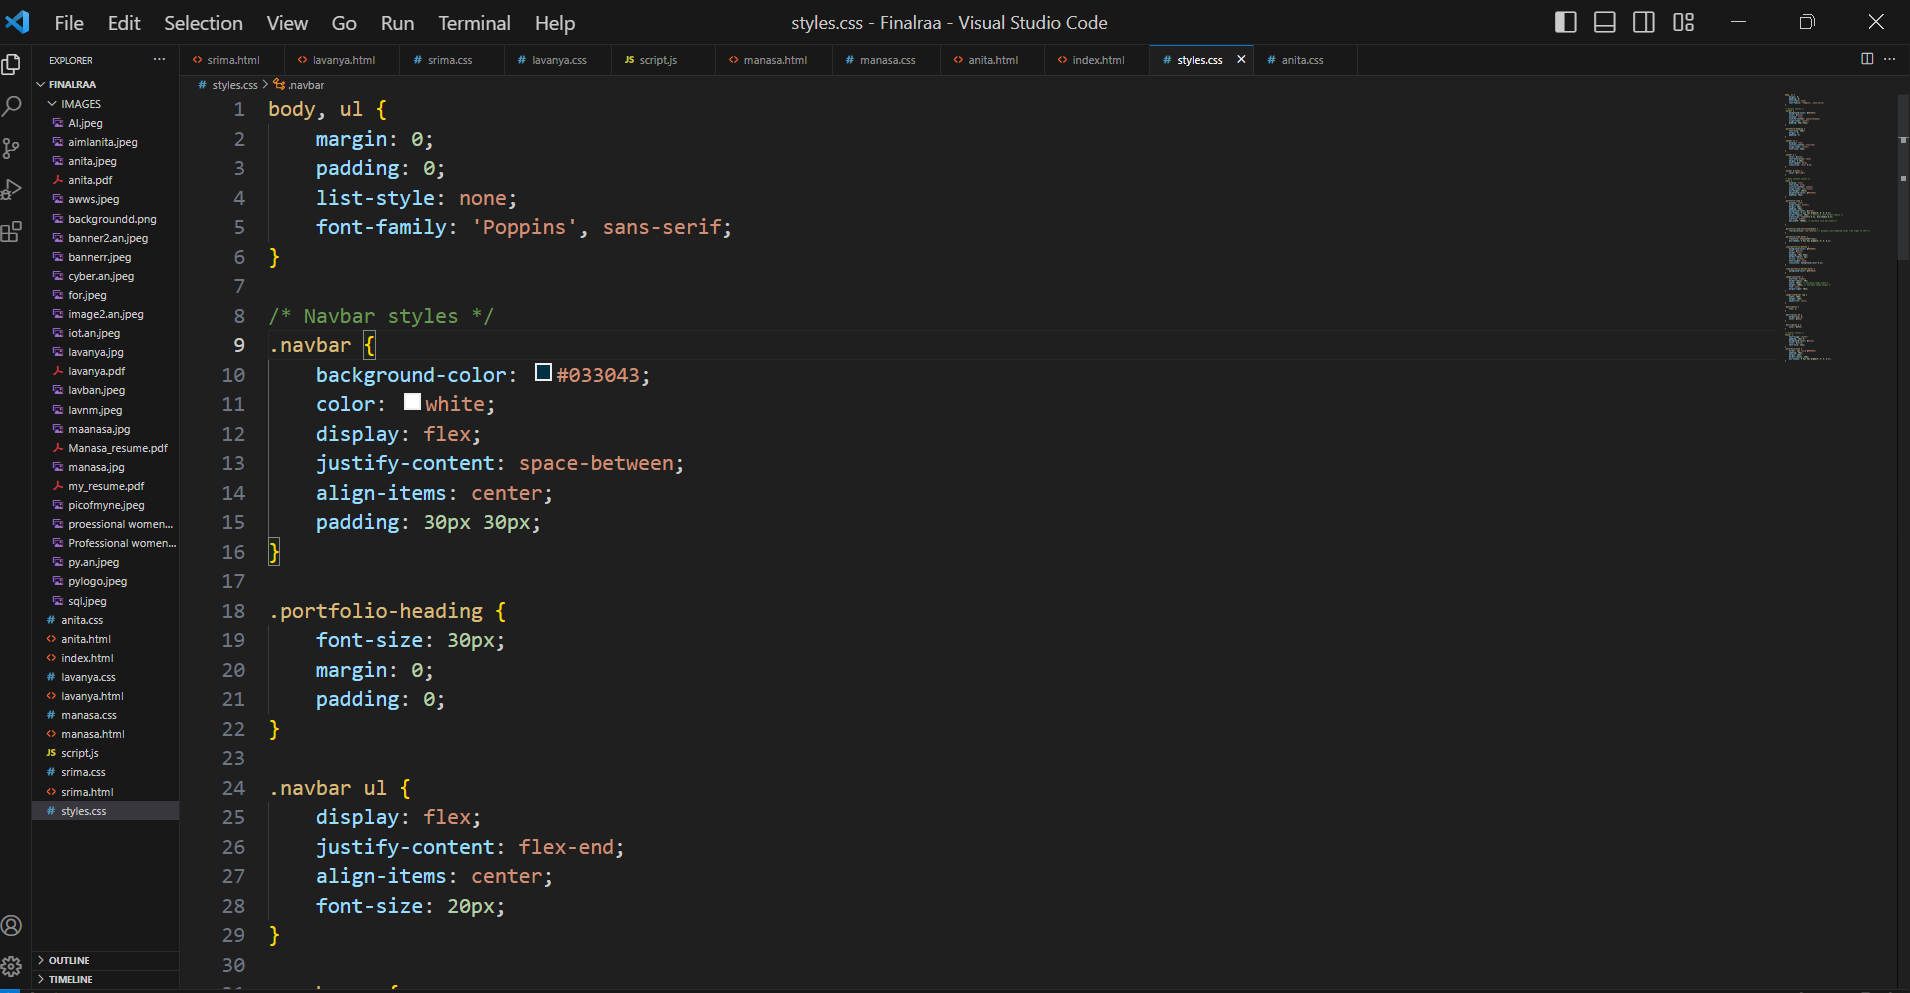 File Edit Selection View Go Run Terminal Help
styles.css - Finalraa - Visual Studio Code
EXPLORER ···
FINALRAA
IMAGES
AI.jpeg
aimlanita.jpeg
anita.jpeg
anita.pdf
awws.jpeg
backgroundd.png
banner2.an.jpeg
bannerr.jpeg
cyber.an.jpeg
for.jpeg
image2.an.jpeg
iot.an.jpeg
lavanya.jpg
lavanya.pdf
lavban.jpeg
lavnm.jpeg
maanasa.jpg
Manasa_resume.pdf
manasa.jpg
my_resume.pdf
picofmyne.jpeg
proessional women...
Professional women...
py.an.jpeg
pylogo.jpeg
sql.jpeg
# anita.css
<> anita.html
<> index.html
# lavanya.css
<> lavanya.html
# manasa.css
<> manasa.html
JS script.js
# srima.css
<> srima.html
# styles.css
OUTLINE
TIMELINE
<> srima.html <> lavanya.html # srima.css # lavanya.css JS script.js <> manasa.html # manasa.css <> anita.html <> index.html # styles.css # anita.css
# styles.css > .navbar
1 body, ul {
2 margin: 0;
3 padding: 0;
4 list-style: none;
5 font-family: 'Poppins', sans-serif;
6 }
7
8 /* Navbar styles */
9 .navbar {
10 background-color: #033043;
11 color: white;
12 display: flex;
13 justify-content: space-between;
14 align-items: center;
15 padding: 30px 30px;
16 }
17
18 .portfolio-heading {
19 font-size: 30px;
20 margin: 0;
21 padding: 0;
22 }
23
24 .navbar ul {
25 display: flex;
26 justify-content: flex-end;
27 align-items: center;
28 font-size: 20px;
29 }
30